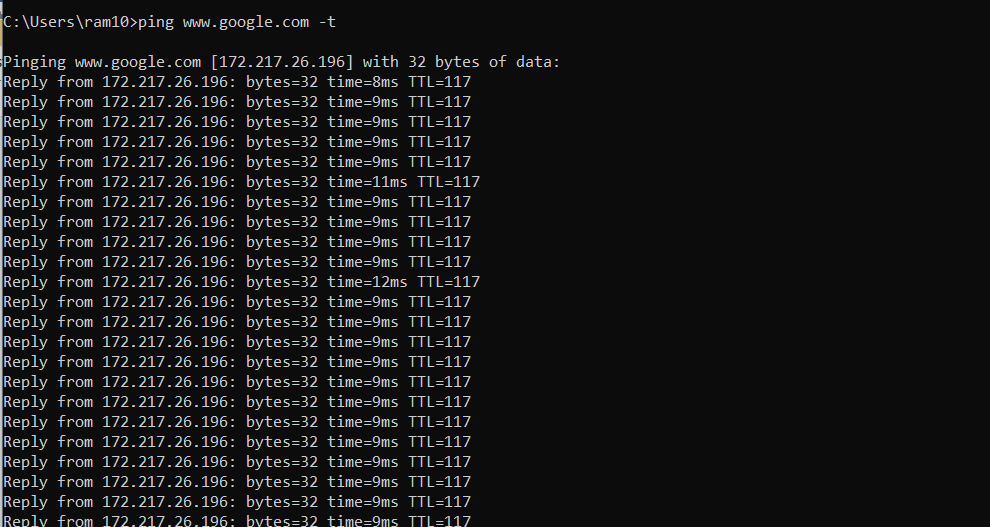 C:\Users\ram10>ping www.google.com -t
Pinging www.google.com [172.217.26.196] with 32 bytes of data:
Reply from 172.217.26.196: bytes=32 time=8ms TTL=117
Reply from 172.217.26.196: bytes=32 time=9ms TTL=117
Reply from 172.217.26.196: bytes=32 time=9ms TTL=117
Reply from 172.217.26.196: bytes=32 time=9ms TTL=117
Reply from 172.217.26.196: bytes=32 time=9ms TTL=117
Reply from 172.217.26.196: bytes=32 time=11ms TTL=117
Reply from 172.217.26.196: bytes=32 time=9ms TTL=117
Reply from 172.217.26.196: bytes=32 time=9ms TTL=117
Reply from 172.217.26.196: bytes=32 time=9ms TTL=117
Reply from 172.217.26.196: bytes=32 time=9ms TTL=117
Reply from 172.217.26.196: bytes=32 time=12ms TTL=117
Reply from 172.217.26.196: bytes=32 time=9ms TTL=117
Reply from 172.217.26.196: bytes=32 time=9ms TTL=117
Reply from 172.217.26.196: bytes=32 time=9ms TTL=117
Reply from 172.217.26.196: bytes=32 time=9ms TTL=117
Reply from 172.217.26.196: bytes=32 time=9ms TTL=117
Reply from 172.217.26.196: bytes=32 time=9ms TTL=117
Reply from 172.217.26.196: bytes=32 time=9ms TTL=117
Reply from 172.217.26.196: bytes=32 time=9ms TTL=117
Reply from 172.217.26.196: bytes=32 time=9ms TTL=117
Reply from 172.217.26.196: bytes=32 time=9ms TTL=117
Reply from 172.217.26.196: bytes=32 time=9ms TTL=117
Reply from 172.217.26.196: bytes=32 time=9ms TTL=117